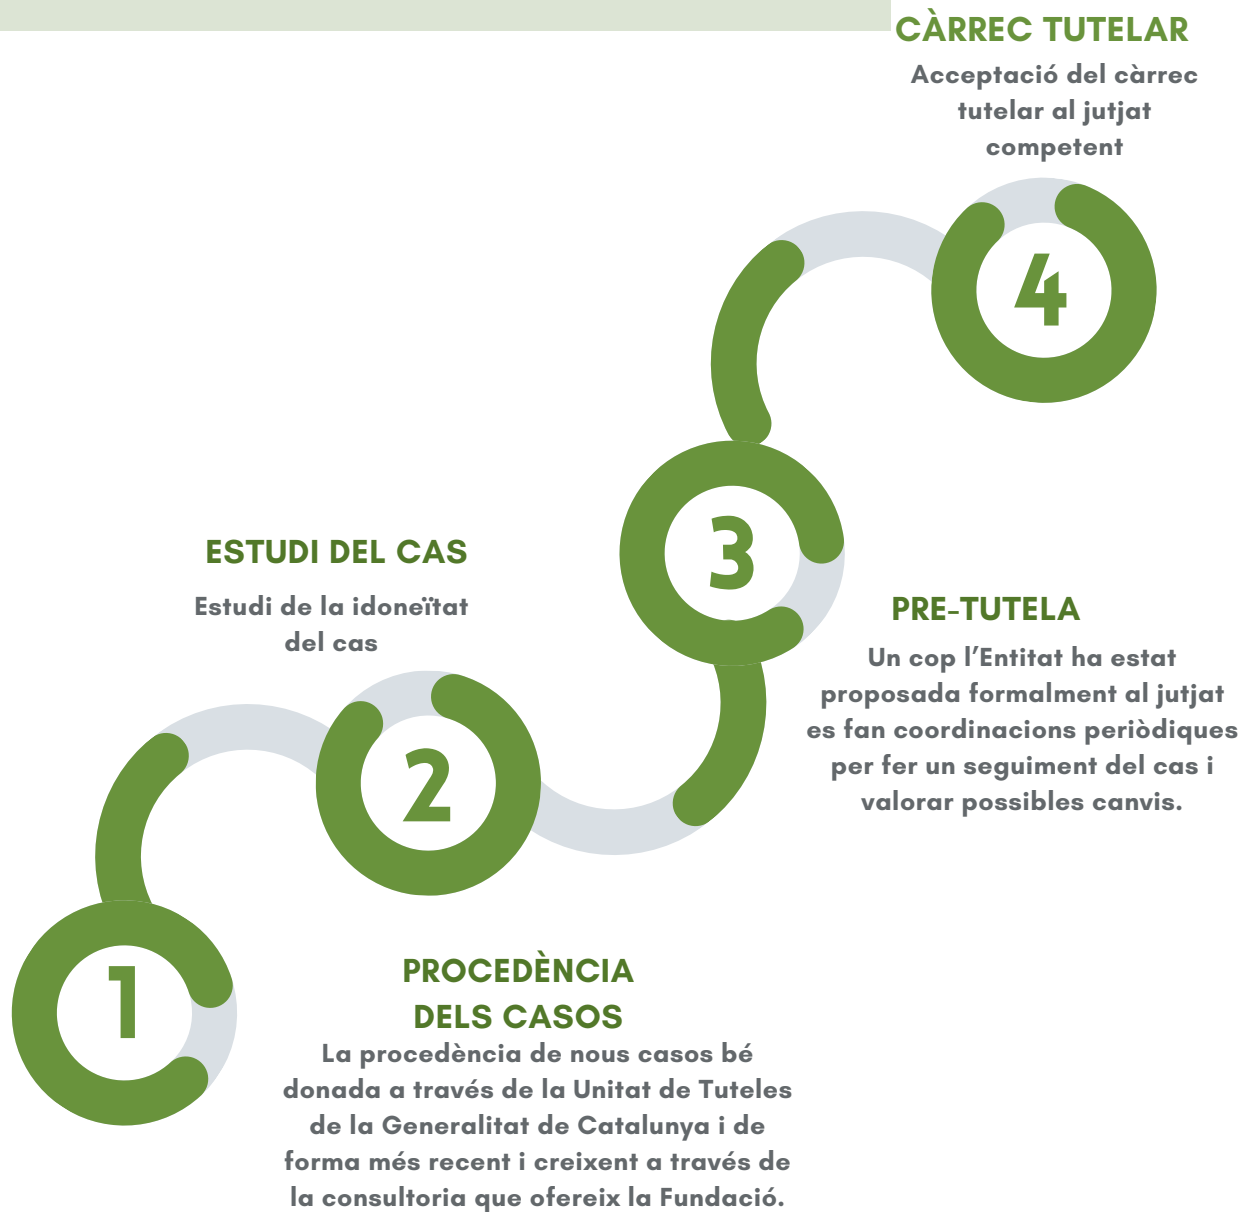 CÀRREC TUTELAR
Acceptació del càrrec
tutelar al jutjat
competent
4
3
ESTUDI DEL CAS
Estudi de la idoneïtat
del cas
PRE-TUTELA
Un cop l’Entitat ha estat
proposada formalment al jutjat
es fan coordinacions periòdiques
per fer un seguiment del cas i
valorar possibles canvis.
2
1
PROCEDÈNCIA
DELS CASOS
La procedència de nous casos bé
donada a través de la Unitat de Tuteles
de la Generalitat de Catalunya i de
forma més recent i creixent a través de
la consultoria que ofereix la Fundació.